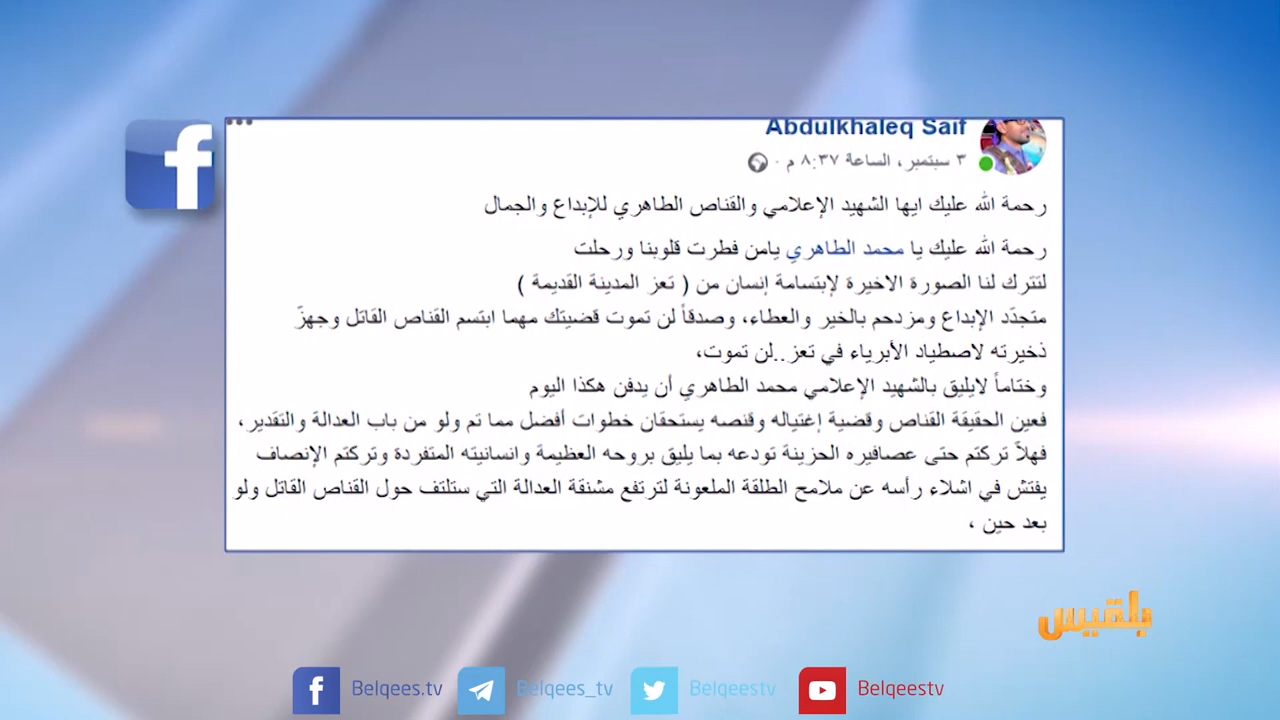 Abdulkhaleq Saif
٣ سبتمبر، الساعة ٨:٣٧ م ·
رحمة الله عليك ايها الشهيد الإعلامي والقناص الطاهري للإبداع والجمال
رحمة الله عليك يا محمد الطاهري يامن فطرت قلوبنا ورحلت
لتترك لنا الصورة الاخيرة لإبتسامة إنسان من ( تعز المدينة القديمة )
متجدّد الإبداع ومزدحم بالخير والعطاء، وصدقاً لن تموت قضيتك مهما ابتسم القناص القاتل وجهزّ
ذخيرته لاصطياد الأبرياء في تعز..لن تموت،
وختاماً لايليق بالشهيد الإعلامي محمد الطاهري أن يدفن هكذا اليوم
فعين الحقيقة القناص وقضية إغتياله وقنصه يستحقان خطوات أفضل مما تم ولو من باب العدالة والتقدير،
فهلاّ تركتم حتى عصافيره الحزينة تودعه بما يليق بروحه العظيمة وانسانيته المتفردة وتركتم الإنصاف
يفتش في اشلاء رأسه عن ملامح الطلقة الملعونة لترتفع مشنقة العدالة التي ستلتف حول القناص القاتل ولو
بعد حين ،
بلقيس
Belqees.tv Belqees_tv Belqeestv Belqeestv